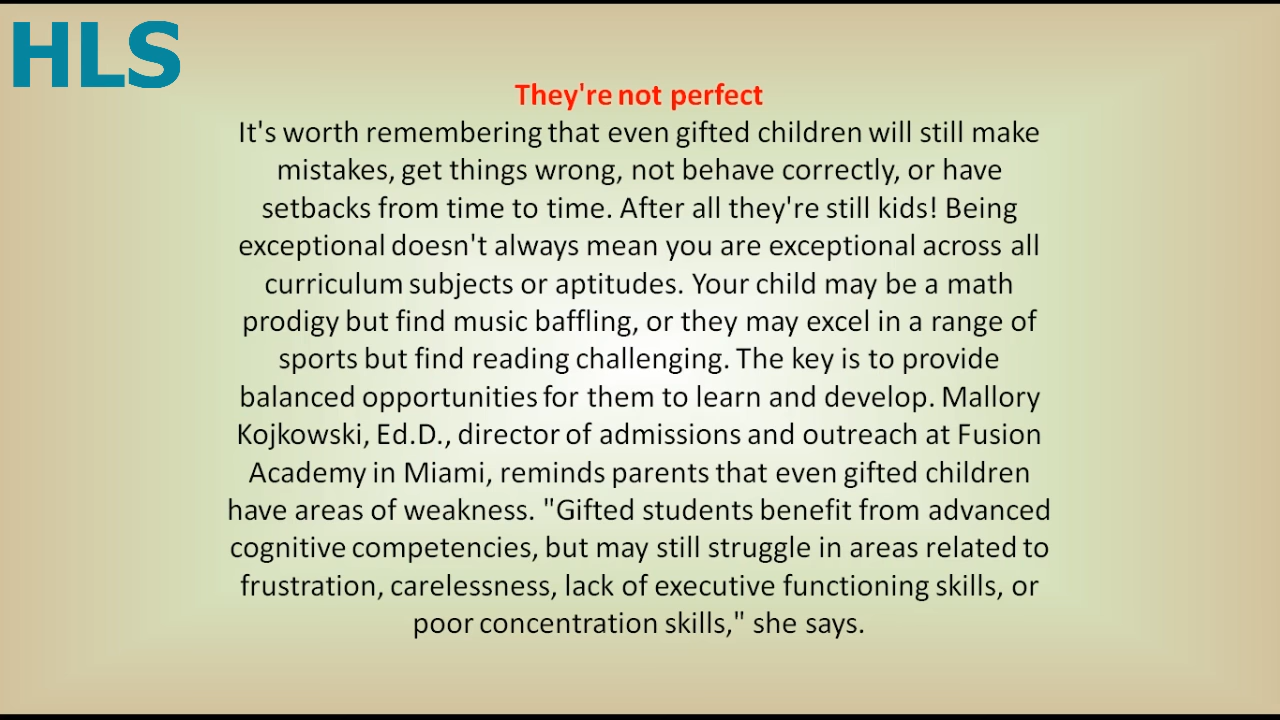 HLS
They're not perfect
It's worth remembering that even gifted children will still make
mistakes, get things wrong, not behave correctly, or have
setbacks from time to time. After all they're still kids! Being
exceptional doesn't always mean you are exceptional across all
curriculum subjects or aptitudes. Your child may be a math
prodigy but find music baffling, or they may excel in a range of
sports but find reading challenging. The key is to provide
balanced opportunities for them to learn and develop. Mallory
Kojkowski, Ed.D., director of admissions and outreach at Fusion
Academy in Miami, reminds parents that even gifted children
have areas of weakness. "Gifted students benefit from advanced
cognitive competencies, but may still struggle in areas related to
frustration, carelessness, lack of executive functioning skills, or
poor concentration skills," she says.